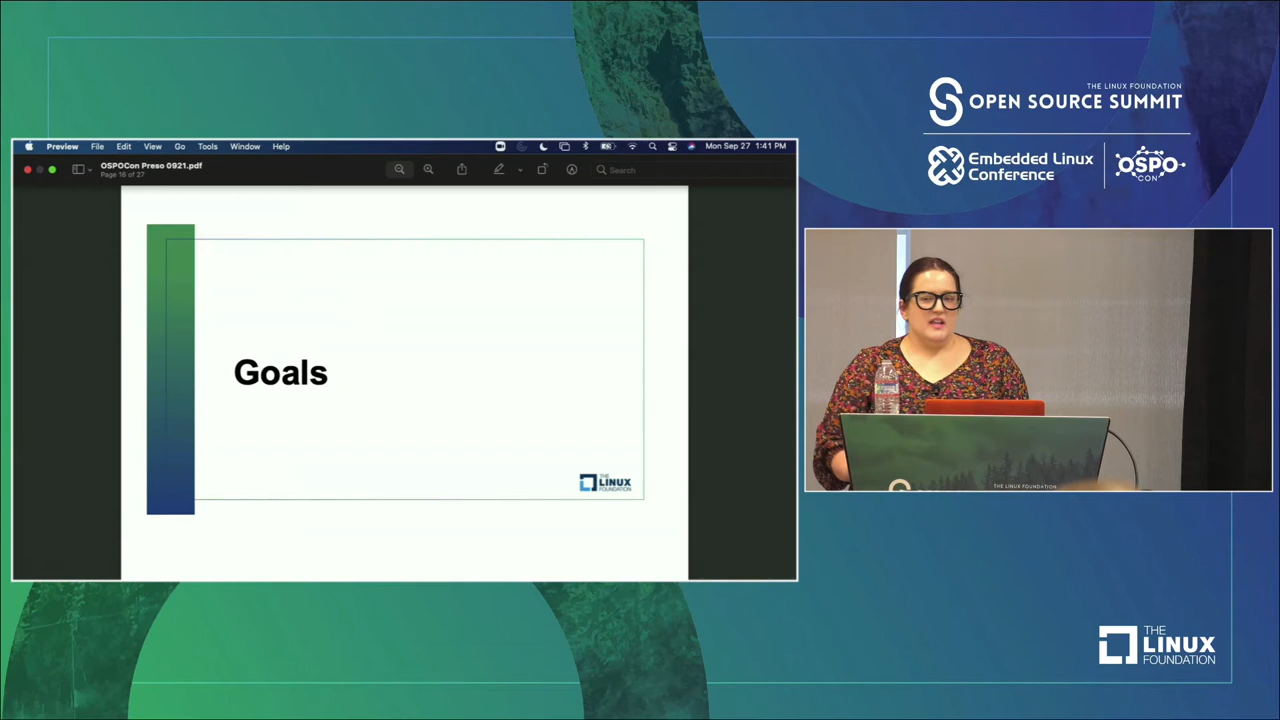 THE LINUX FOUNDATION
OPEN SOURCE SUMMIT
Embedded Linux
Conference
OSPO
CON
Preview File Edit View Go Tools Window Help Mon Sep 27 1:41 PM
OSPOCon Preso 0921.pdf
Page 16 of 27
Search
Goals
THE
LINUX
FOUNDATION
THE LINUX FOUNDATION
THE
LINUX
FOUNDATION